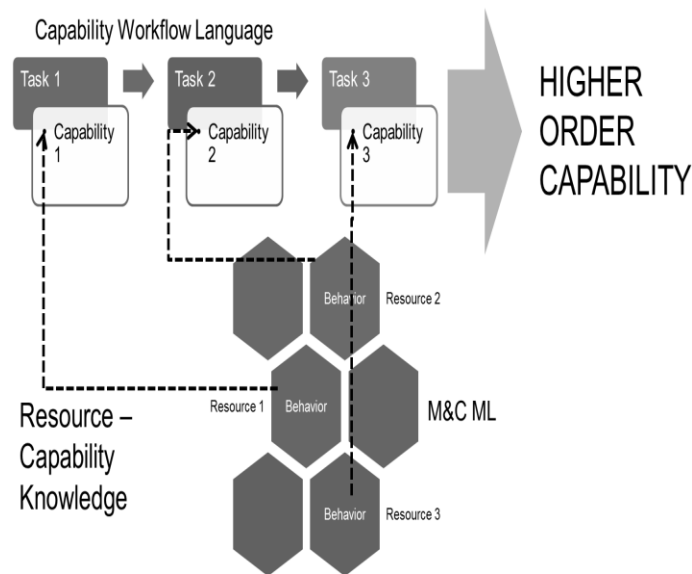 Capability Workflow Language
Task 1
Task 2
Task 3
Capability
1
Capability
2
Capability
3
HIGHER
ORDER
CAPABILITY
Behavior
Resource 2
Resource 1
Behavior
M&C ML
Resource –
Capability
Knowledge
Behavior
Resource 3